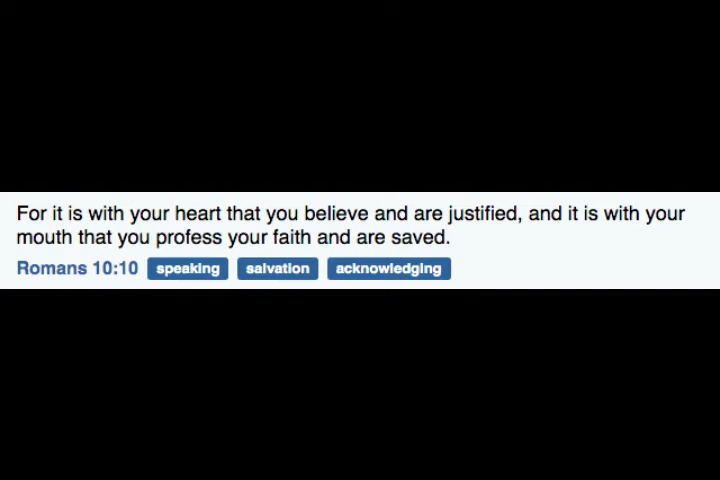 For it is with your heart that you believe and are justified, and it is with your
mouth that you profess your faith and are saved.
Romans 10:10 speaking salvation acknowledging